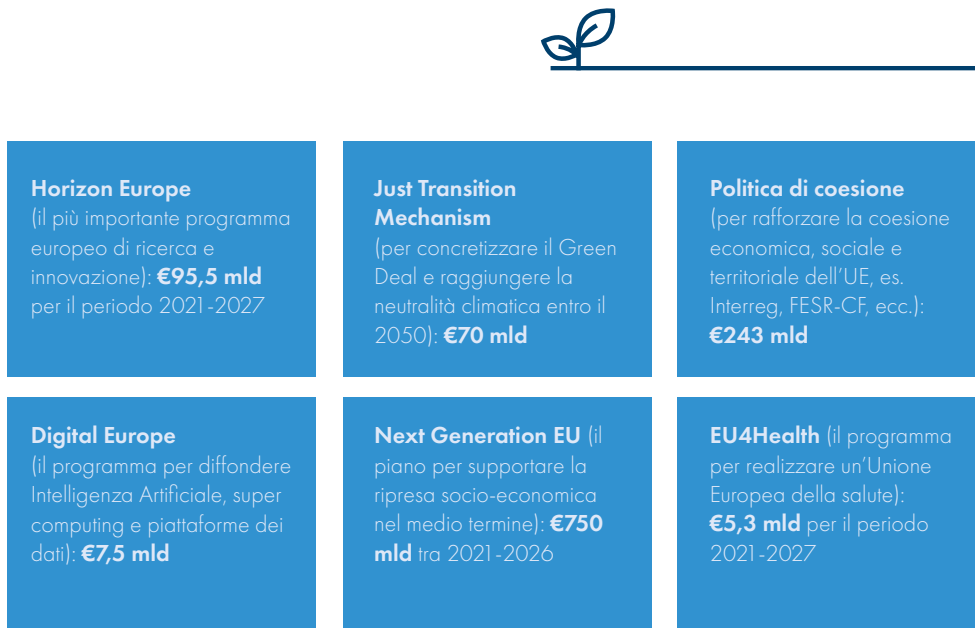 Horizon Europe
(il più importante programma
europeo di ricerca e
innovazione): €95,5 mld
per il periodo 2021-2027
Just Transition
Mechanism
(per concretizzare il Green
Deal e raggiungere la
neutralità climatica entro il
2050): €70 mld
Politica di coesione
(per rafforzare la coesione
economica, sociale e
territoriale dell’UE, es.
Interreg, FESR-CF, ecc.):
€243 mld
Digital Europe
(il programma per diffondere
Intelligenza Artificiale, super
computing e piattaforme dei
dati): €7,5 mld
Next Generation EU (il
piano per supportare la
ripresa socio-economica
nel medio termine): €750
mld tra 2021-2026
EU4Health (il programma
per realizzare un’Unione
Europea della salute):
€5,3 mld per il periodo
2021-2027